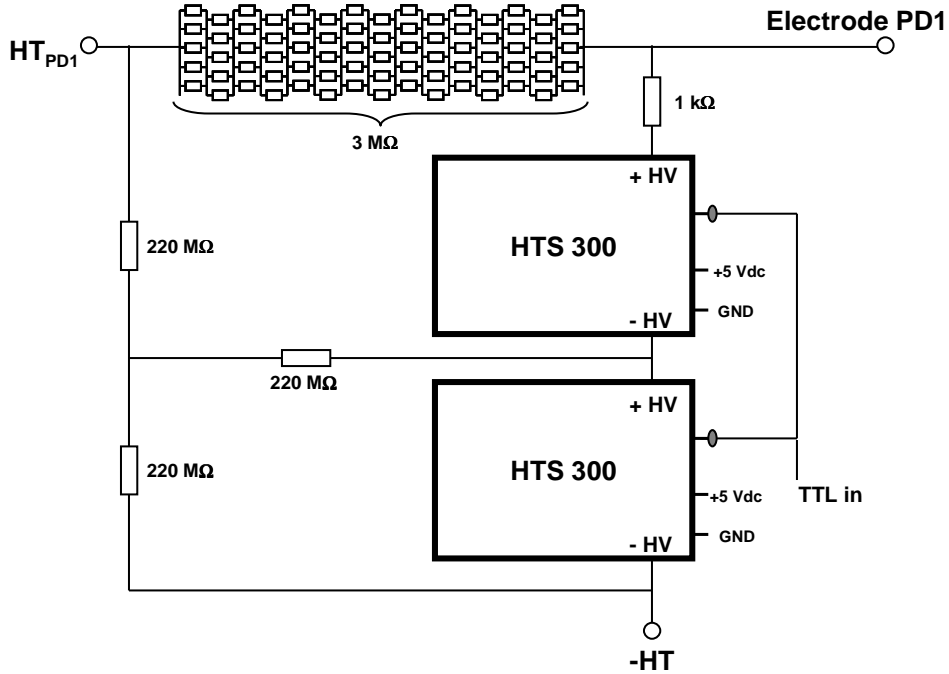 Electrode PD1
HT_PD1
3 MΩ
1 kΩ
+ HV
HTS 300
+5 Vdc
GND
- HV
220 MΩ
220 MΩ
+ HV
HTS 300
+5 Vdc
GND
- HV
220 MΩ
TTL in
-HT